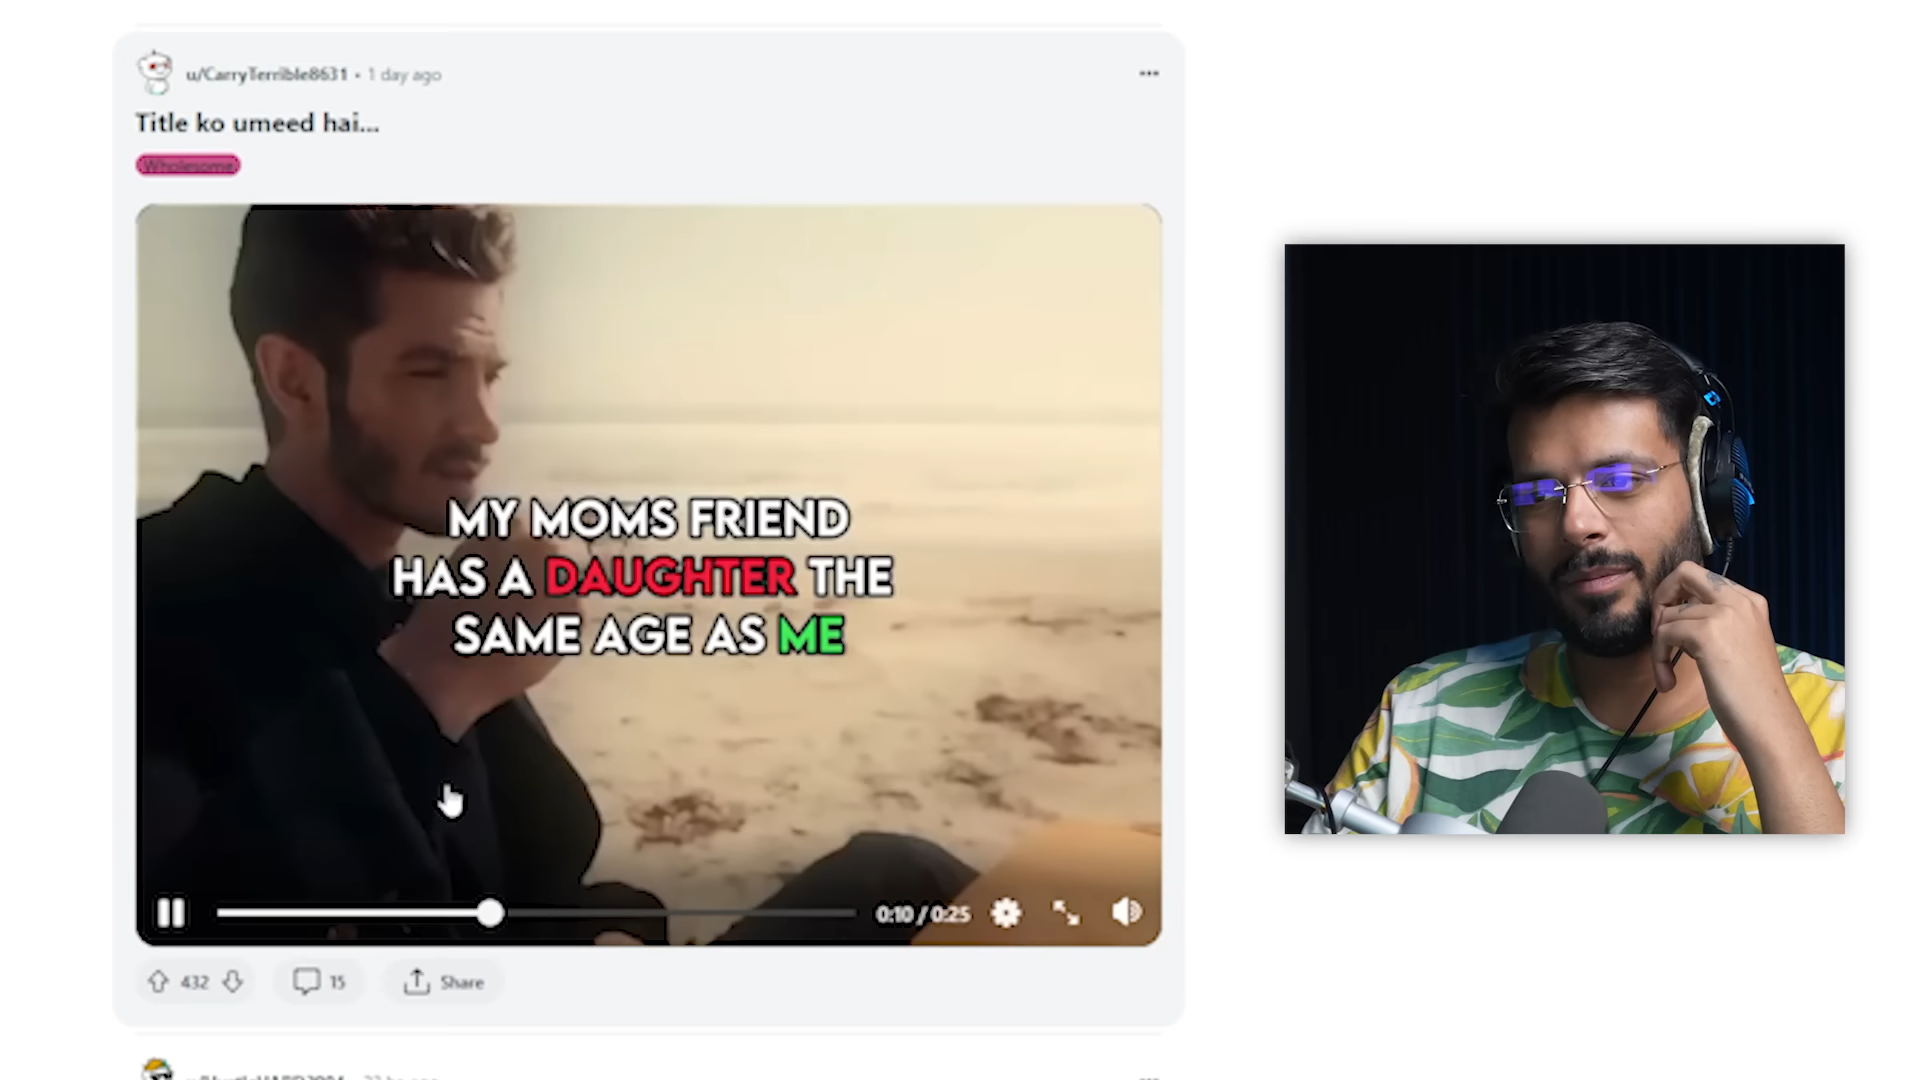 u/CarryTerrible8631 • 1 day ago
Title ko umeed hai...
Wholesome
MY MOMS FRIEND
HAS A DAUGHTER THE
SAME AGE AS ME
0:10 / 0:25
432
15
Share